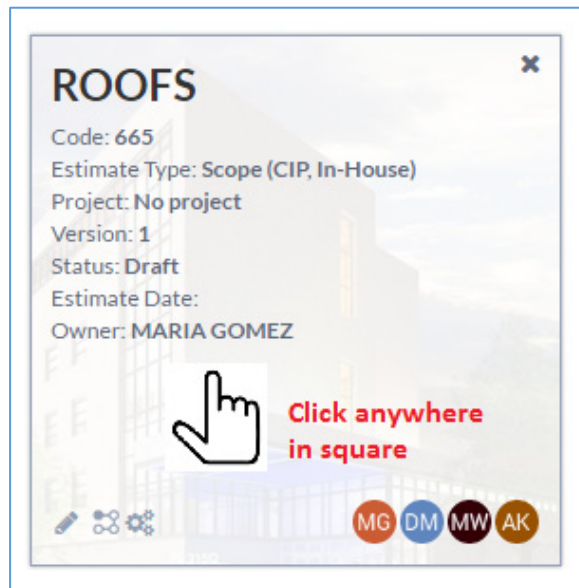 ROOFS
Code: 665
Estimate Type: Scope (CIP, In-House)
Project: No project
Version: 1
Status: Draft
Estimate Date:
Owner: MARIA GOMEZ
Click anywhere
in square
MG DM MW AK